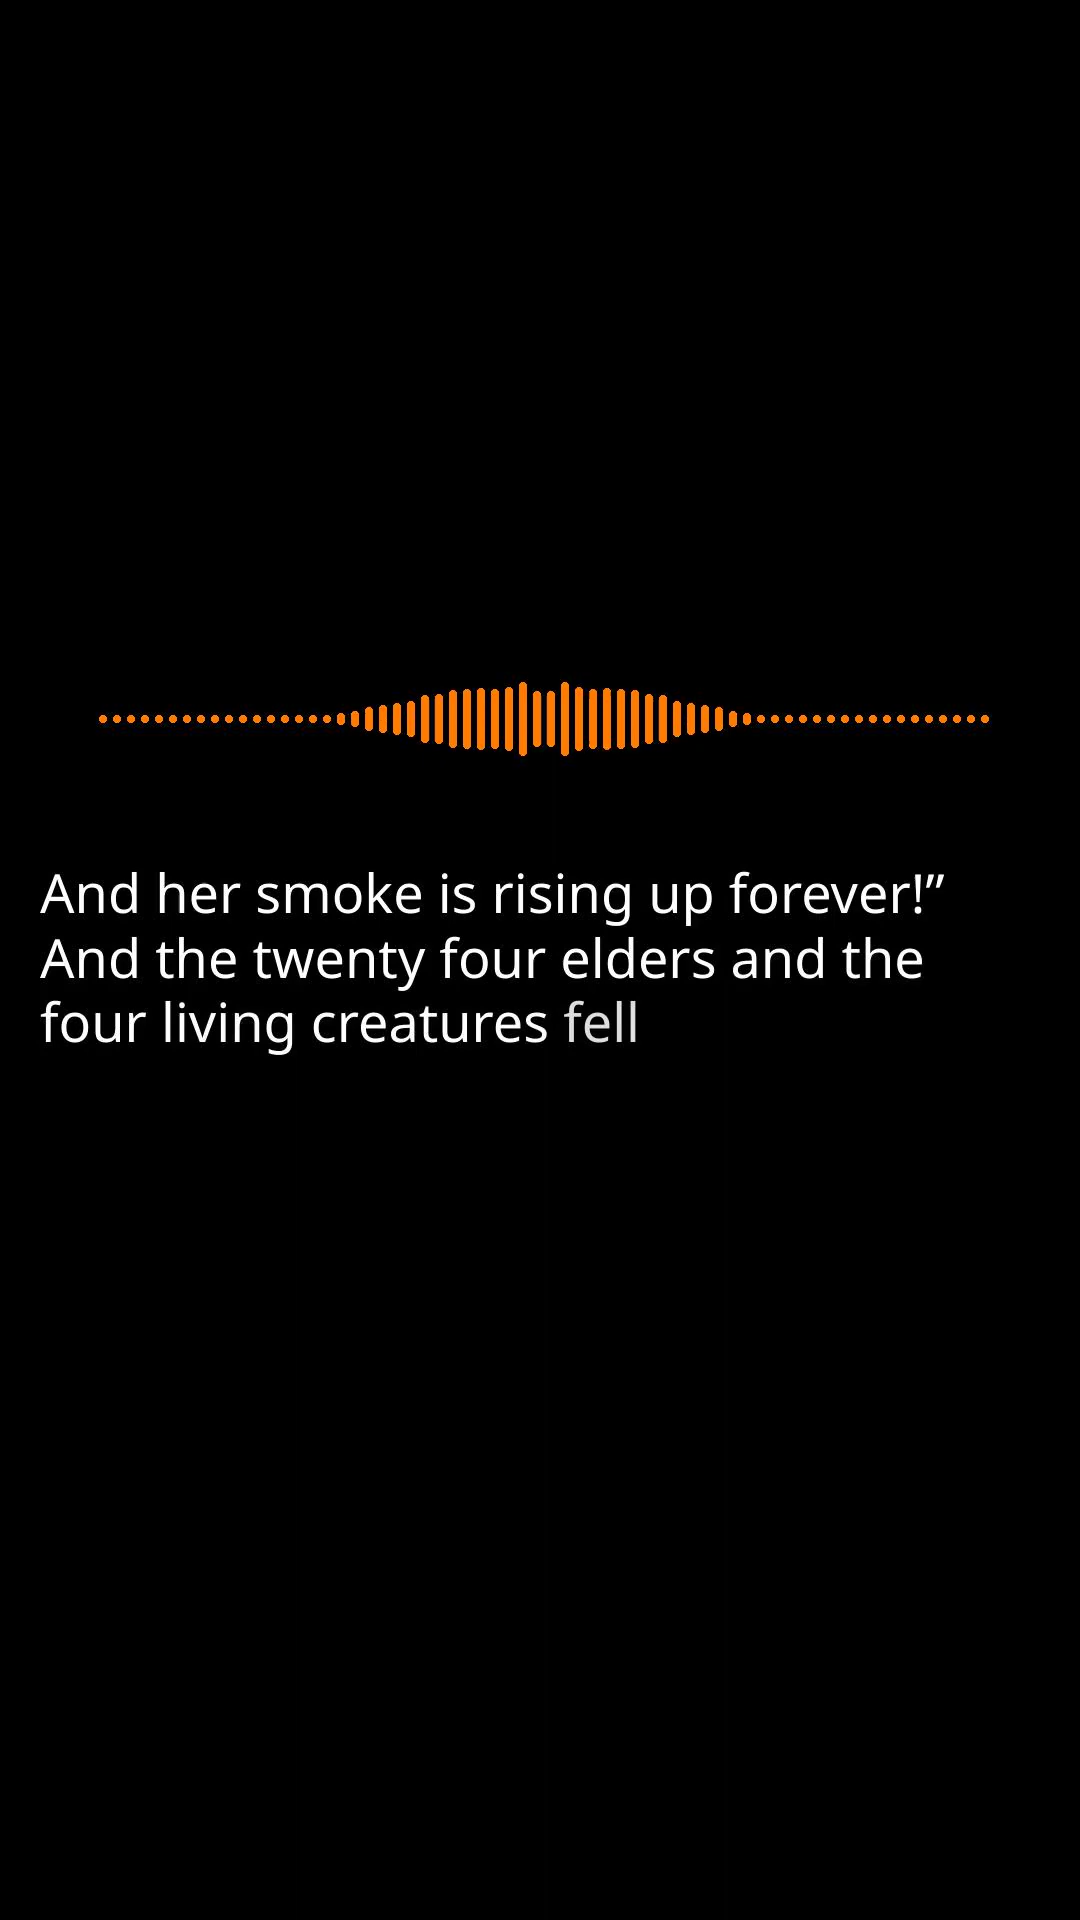 And her smoke is rising up forever!”
And the twenty four elders and the
four living creatures fell